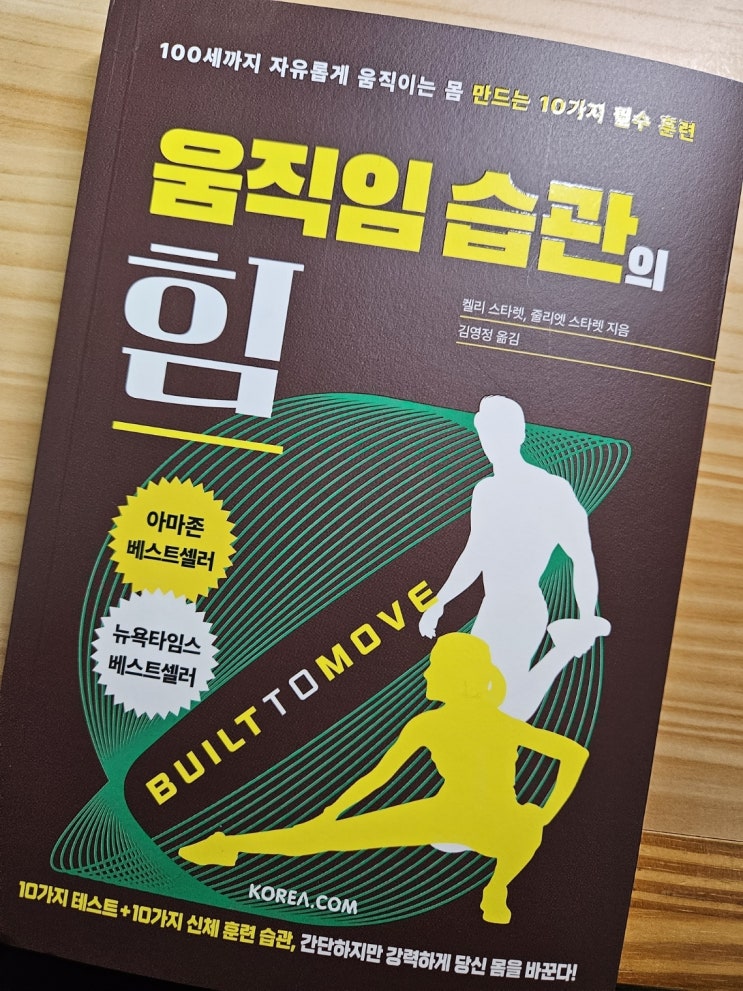 100세까지 자유롭게 움직이는 몸 만드는 10가지 필수 훈련
움직임 습관의
힘
켈리 스타렛, 줄리엣 스타렛 지음
김영정 옮김
아마존
베스트셀러
뉴욕타임스
베스트셀러
BUILT TO MOVE
KOREA.COM
10가지 테스트+10가지 신체 훈련 습관, 간단하지만 강력하게 당신 몸을 바꾼다!